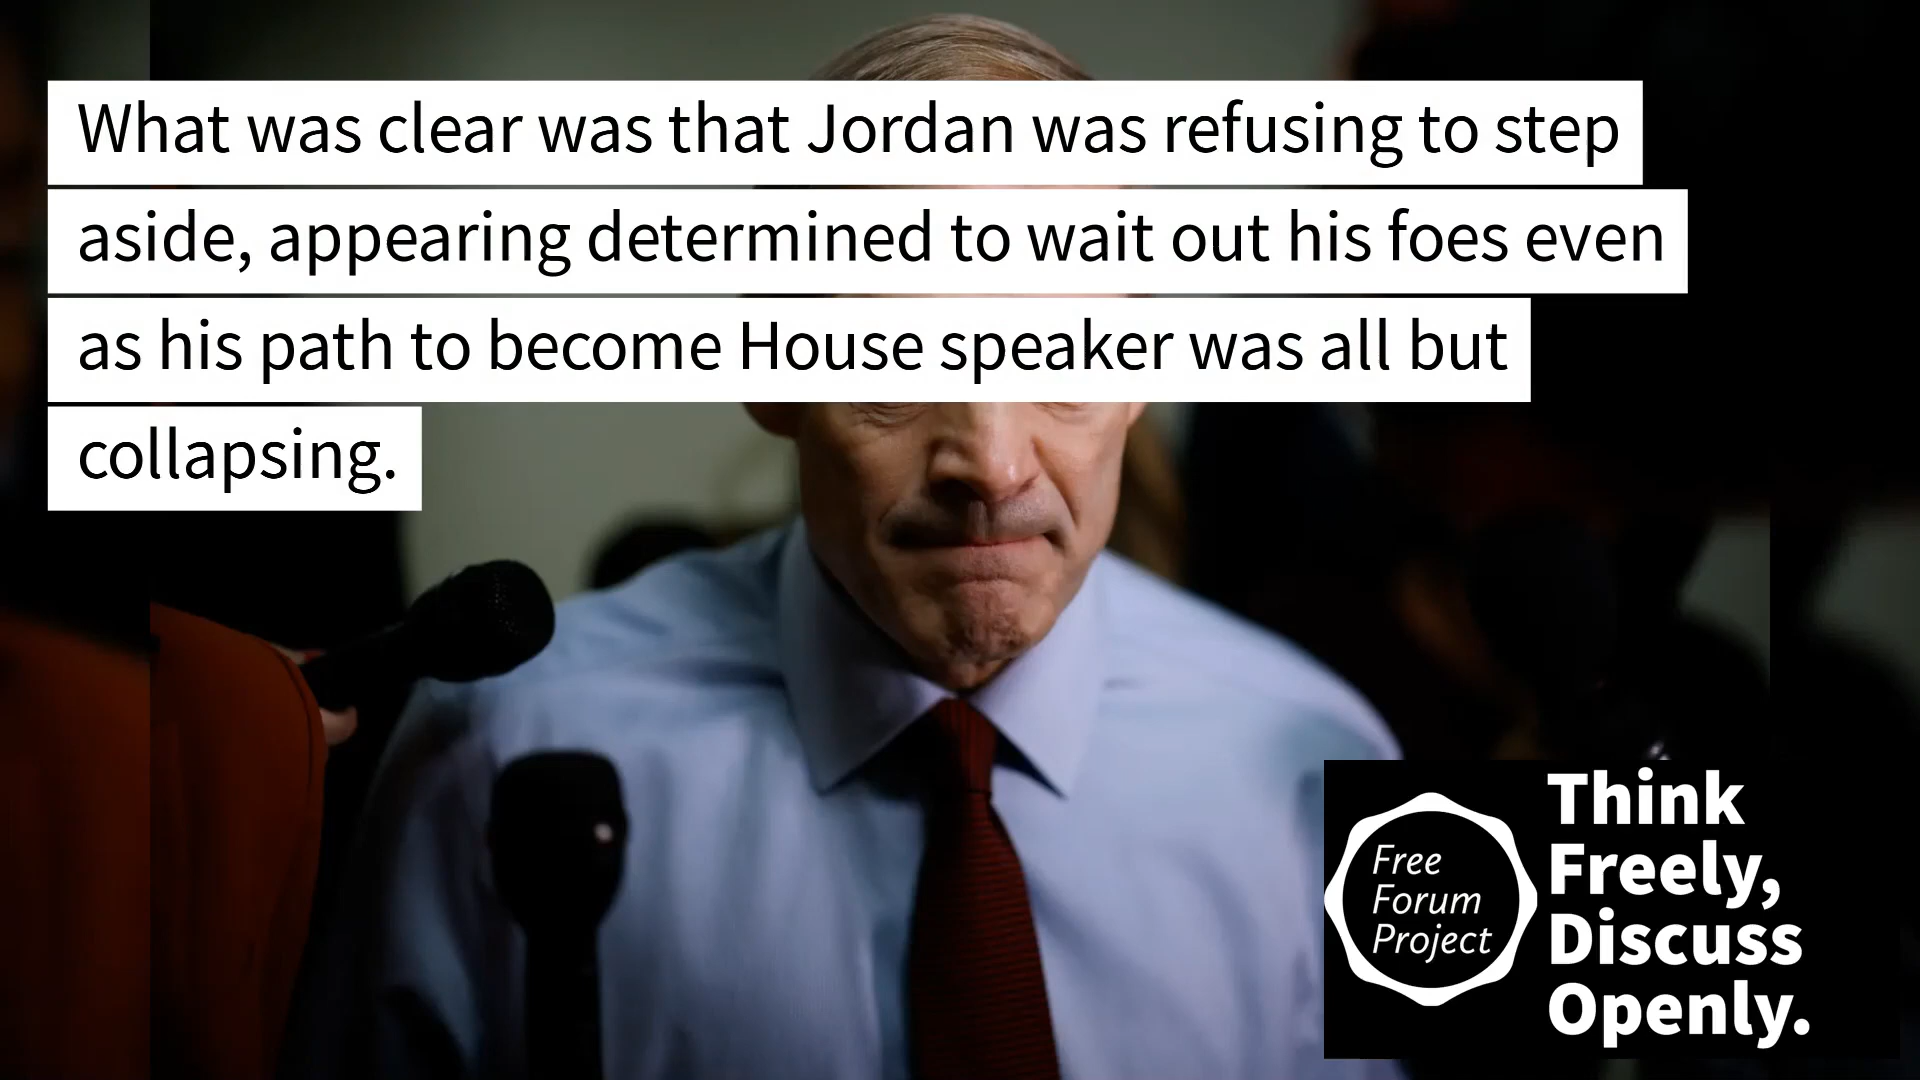 What was clear was that Jordan was refusing to step
aside, appearing determined to wait out his foes even
as his path to become House speaker was all but
collapsing.
Free
Forum
Project
Think
Freely,
Discuss
Openly.